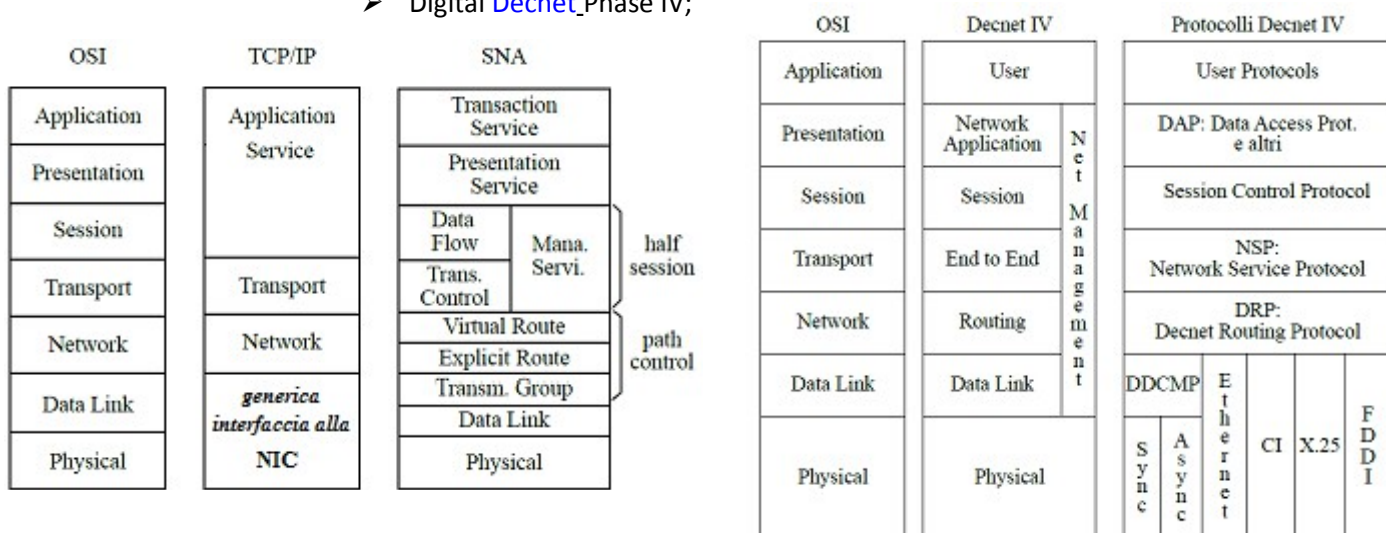 ➤ Digital Decnet Phase IV;
OSI
Application
Presentation
Session
Transport
Network
Data Link
Physical
TCP/IP
Application
Service
Transport
Network
generica
interfaccia alla
NIC
SNA
Transaction
Service
Presentation
Service
Data
Flow
Trans.
Control
Mana.
Servi.
half
session
Virtual Route
Explicit Route
Transm. Group
path
control
Data Link
Physical
OSI
Application
Presentation
Session
Transport
Network
Data Link
Physical
Decnet IV
User
Network
Application
Session
End to End
Routing
Data Link
Physical
Net Management
Protocolli Decnet IV
User Protocols
DAP: Data Access Prot.
e altri
Session Control Protocol
NSP:
Network Service Protocol
DRP:
Decnet Routing Protocol
DDCMP
Sync
Async
Ethernet
CI
X.25
FDDI